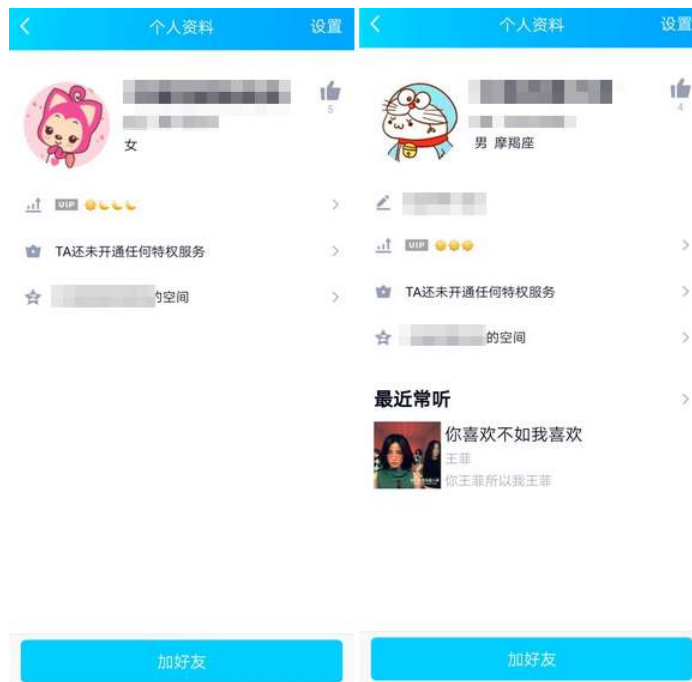 个人资料
设置
女
5
VIP
TA还未开通任何特权服务
的空间
加好友
个人资料
设置
男 摩羯座
4
VIP
TA还未开通任何特权服务
的空间
最近常听
你喜欢不如我喜欢
王菲
你王菲所以我王菲
加好友